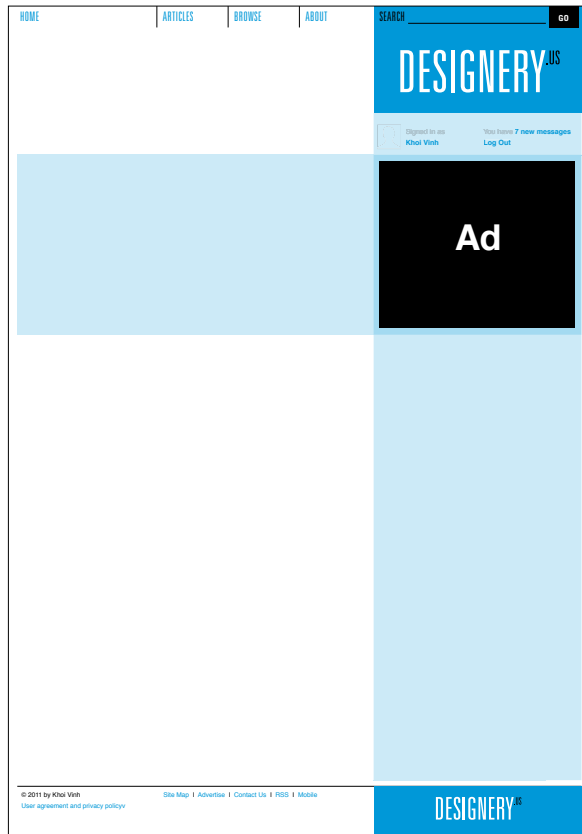 HOME ARTICLES BROWSE ABOUT SEARCH GO
DESIGNERY.US
Signed in as You have 7 new messages
Khoi Vinh Log Out
Ad
© 2011 by Khoi Vinh Site Map I Advertise I Contact Us I RSS I Mobile
User agreement and privacy policyv
DESIGNERY.US